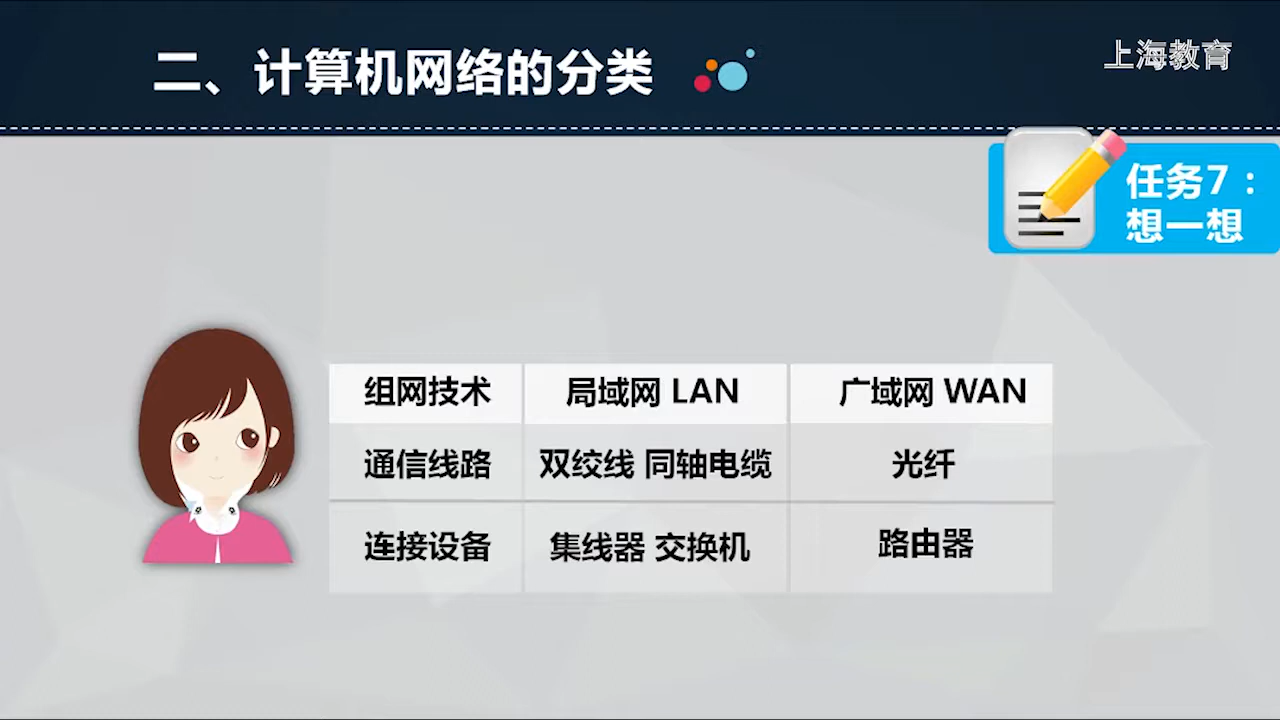 二、计算机网络的分类
上海教育
任务7：
想一想
组网技术 局域网 LAN 广域网 WAN
通信线路 双绞线 同轴电缆 光纤
连接设备 集线器 交换机 路由器